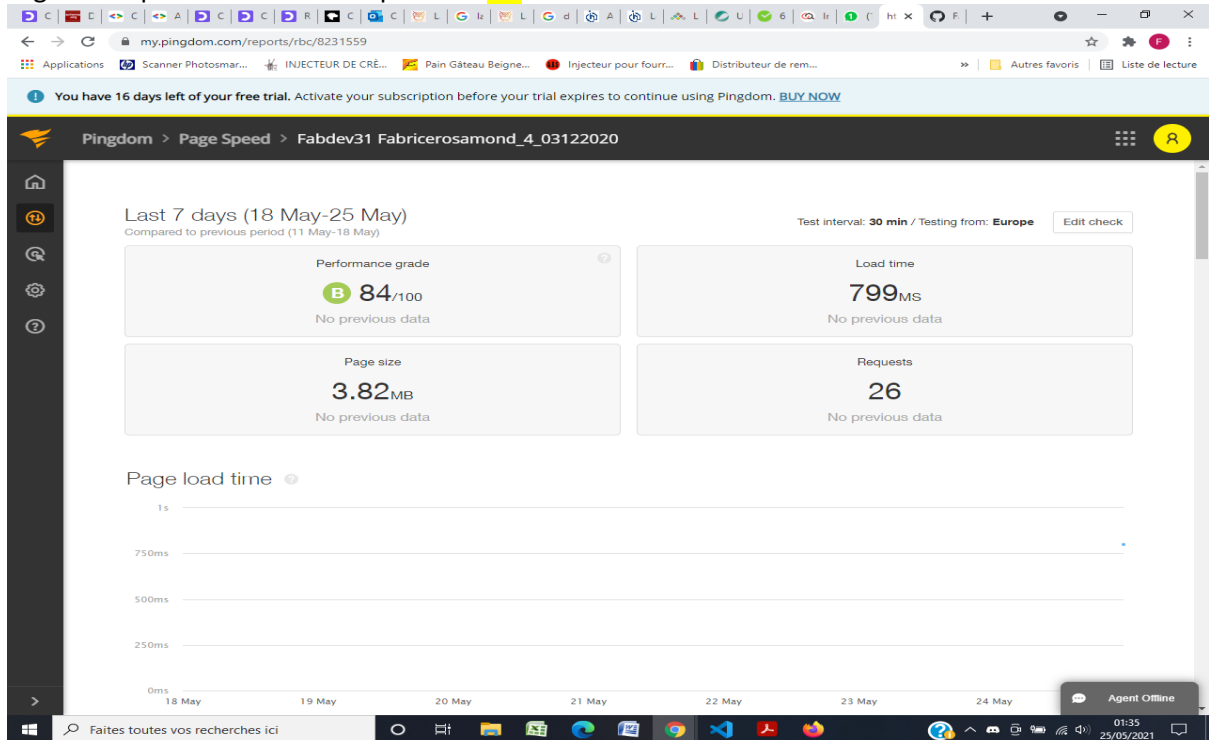 C D C A C C R C C L G k L G d A L L U 6 Ir ( ht F
my.pingdom.com/reports/rbc/8231559
F
Applications Scanner Photosmar... INJECTEUR DE CRÈ... Pain Gâteau Beigne... Injecteur pour fourr... Distributeur de rem... » Autres favoris Liste de lecture
You have 16 days left of your free trial. Activate your subscription before your trial expires to continue using Pingdom. BUY NOW
Pingdom > Page Speed > Fabdev31 Fabricerosamond_4_03122020
Last 7 days (18 May-25 May)
Compared to previous period (11 May-18 May)
Test interval: 30 min / Testing from: Europe Edit check
Performance grade
B 84/100
No previous data
Load time
799MS
No previous data
Page size
3.82MB
No previous data
Requests
26
No previous data
Page load time
1s
750ms
500ms
250ms
0ms
18 May 19 May 20 May 21 May 22 May 23 May 24 May
Agent Offline
Faites toutes vos recherches ici
01:35
25/05/2021